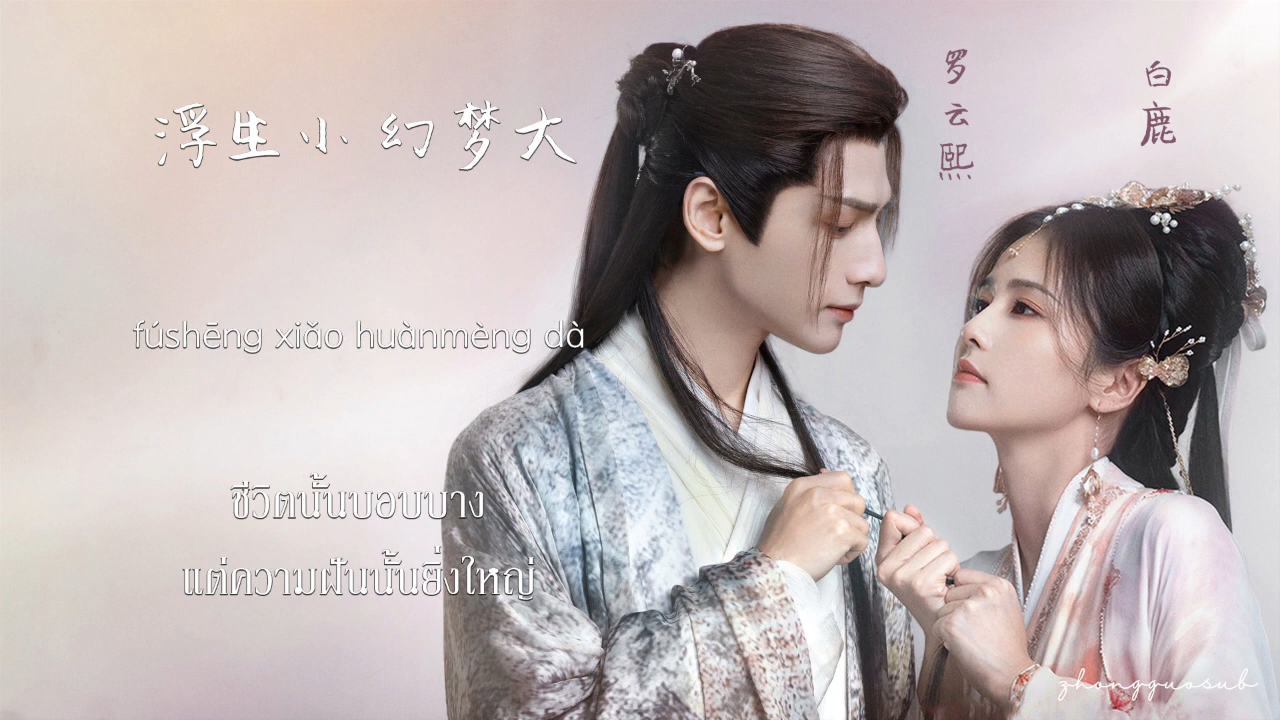 浮生小 幻梦大
罗云熙
白鹿
fúshēng xiǎo huànmèng dà
ชีวิตนั้นบอบบาง
แต่ความฝันนั้นยิ่งใหญ่
zhongguosub